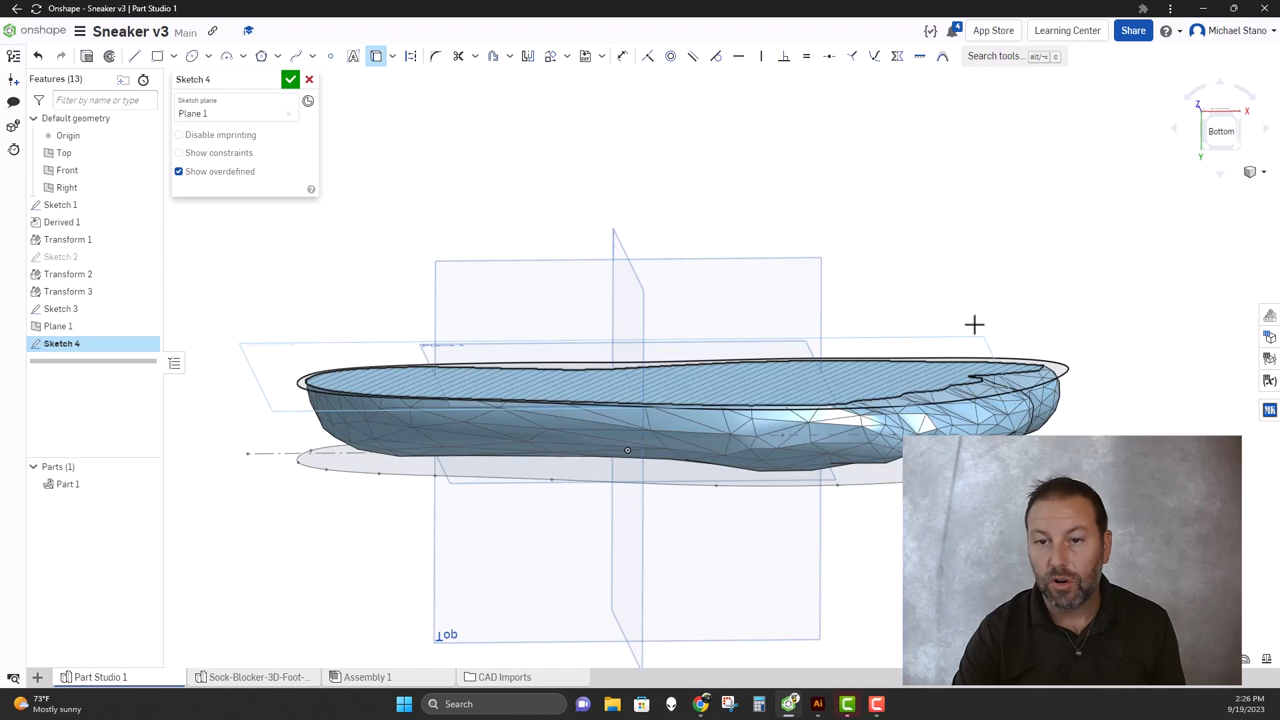 Onshape - Sneaker v3 | Part Studio 1
onshape
Sneaker v3
Main
4
App Store
Learning Center
Share
Michael Stano
Search tools...
alt/⌥
c
Features (13)
Filter by name or type
Default geometry
Origin
Top
Front
Right
Sketch 1
Derived 1
Transform 1
Sketch 2
Transform 2
Transform 3
Sketch 3
Plane 1
Sketch 4
Parts (1)
Part 1
Sketch 4
Sketch plane
Plane 1
Disable imprinting
Show constraints
Show overdefined
Z
X
Bottom
Y
Top
MK
Part Studio 1
Sock-Blocker-3D-Foot-...
Assembly 1
CAD Imports
73°F
Mostly sunny
Search
Ai
2:26 PM
9/19/2023